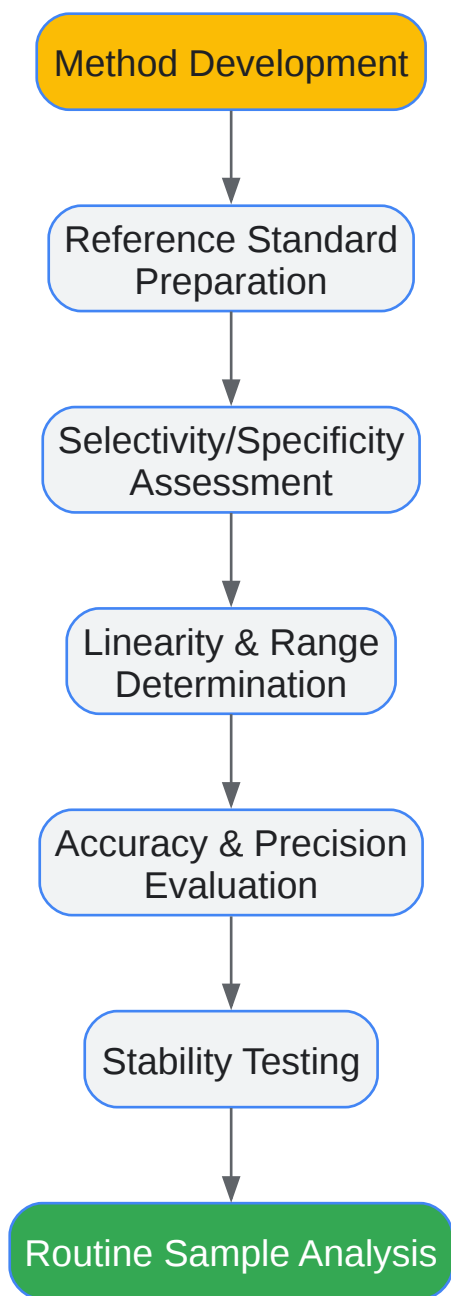 Method Development
Reference Standard
Preparation
Selectivity/Specificity
Assessment
Linearity & Range
Determination
Accuracy & Precision
Evaluation
Stability Testing
Routine Sample Analysis